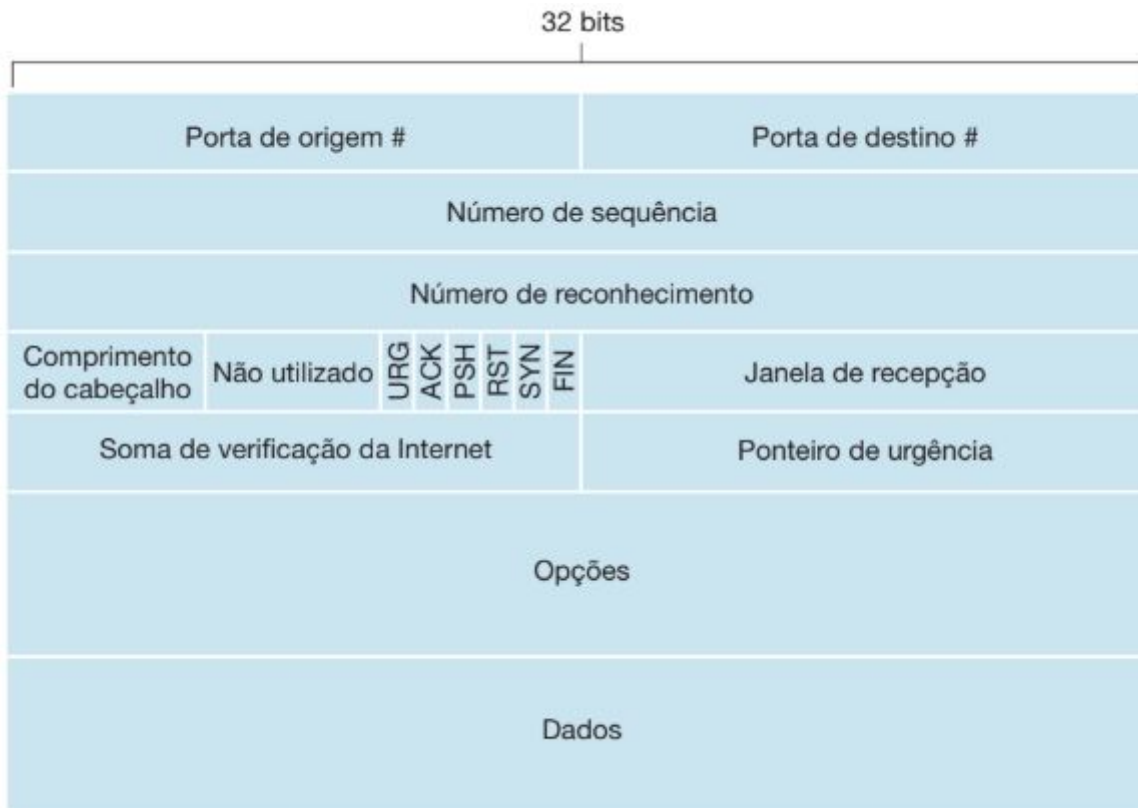 32 bits
Porta de origem #
Porta de destino #
Número de sequência
Número de reconhecimento
Comprimento
do cabeçalho
Não utilizado
URG
ACK
PSH
RST
SYN
FIN
Janela de recepção
Soma de verificação da Internet
Ponteiro de urgência
Opções
Dados